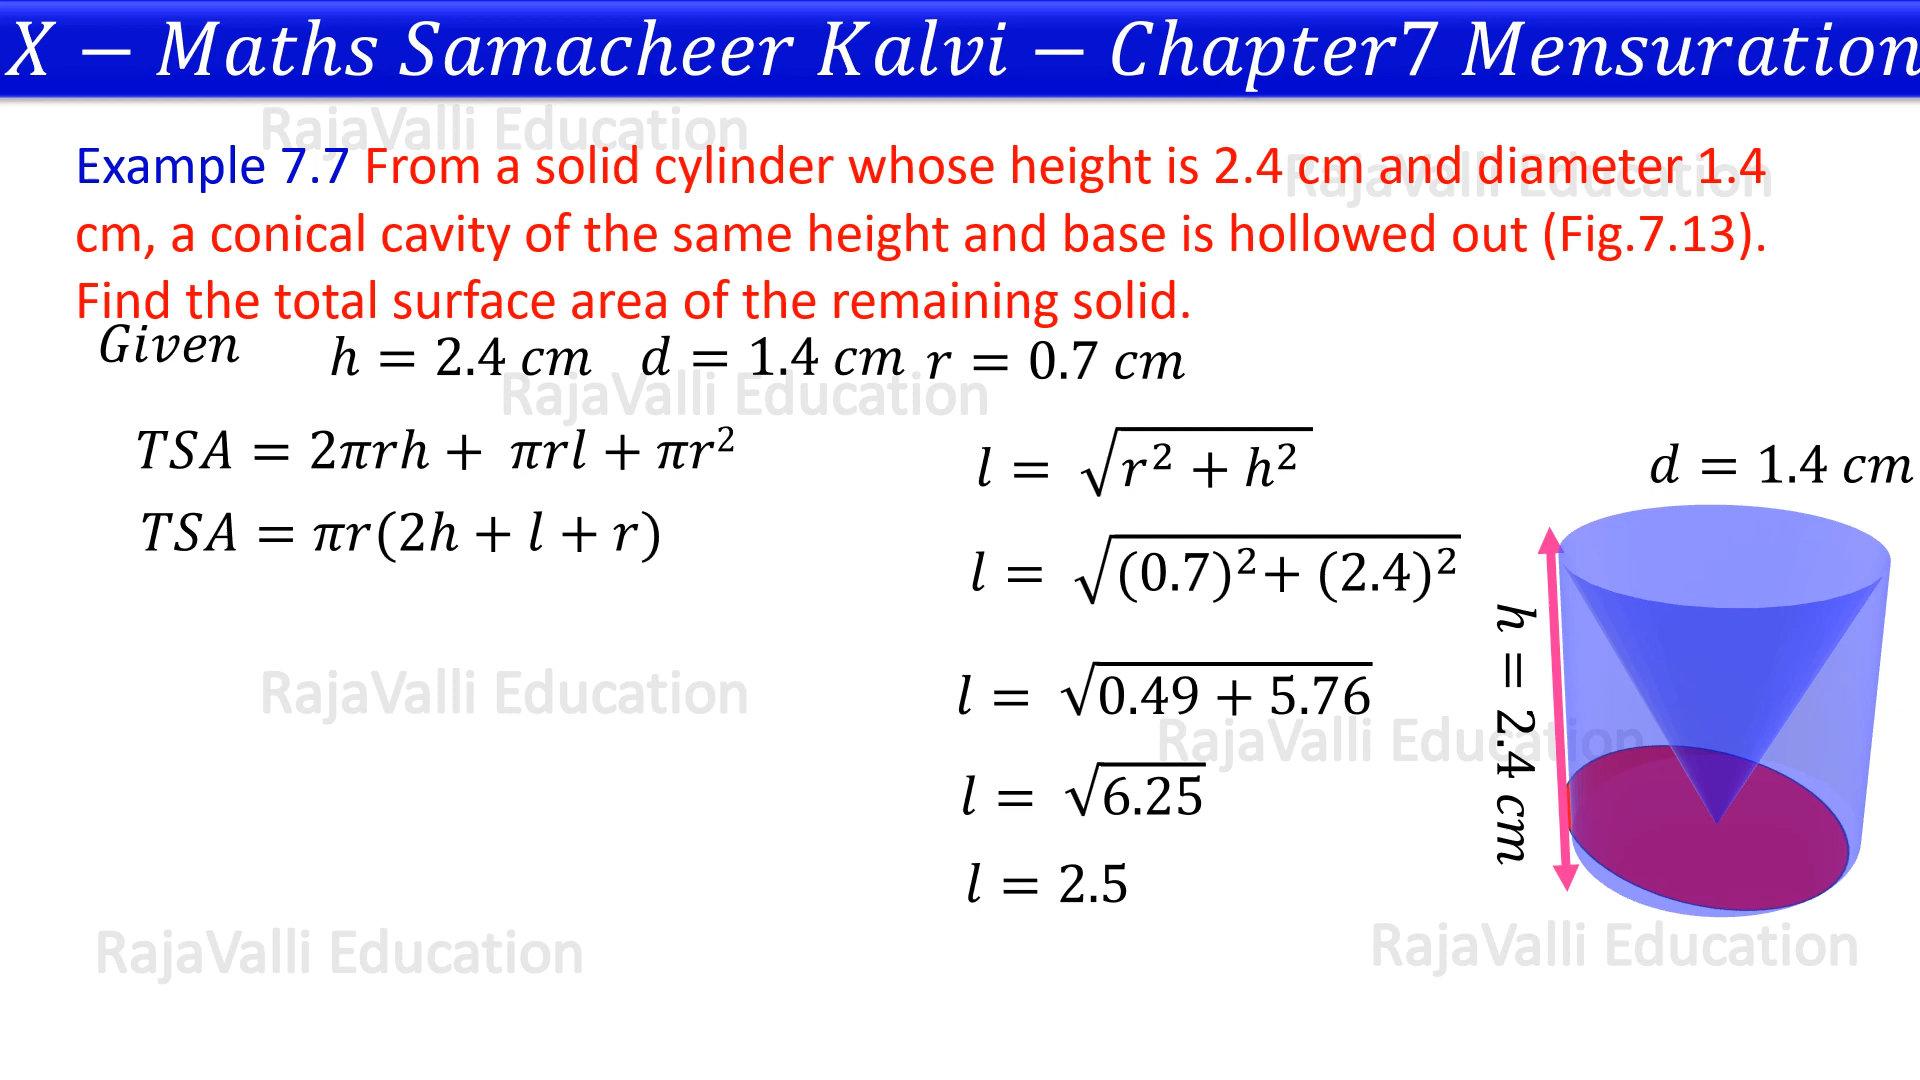 X − Maths Samacheer Kalvi − Chapter7 Mensuration
RajaValli Education
Example 7.7 From a solid cylinder whose height is 2.4 cm and diameter 1.4
RajaValli Education
cm, a conical cavity of the same height and base is hollowed out (Fig.7.13).
Find the total surface area of the remaining solid.
Given h = 2.4 cm d = 1.4 cm r = 0.7 cm
RajaValli Education
TSA = 2πrh + πrl + πr²
l = √(r² + h²)
d = 1.4 cm
TSA = πr(2h + l + r)
l = √((0.7)²+ (2.4)²)
h = 2.4 cm
RajaValli Education
l = √(0.49 + 5.76)
RajaValli Education
l = √6.25
l = 2.5
RajaValli Education
RajaValli Education